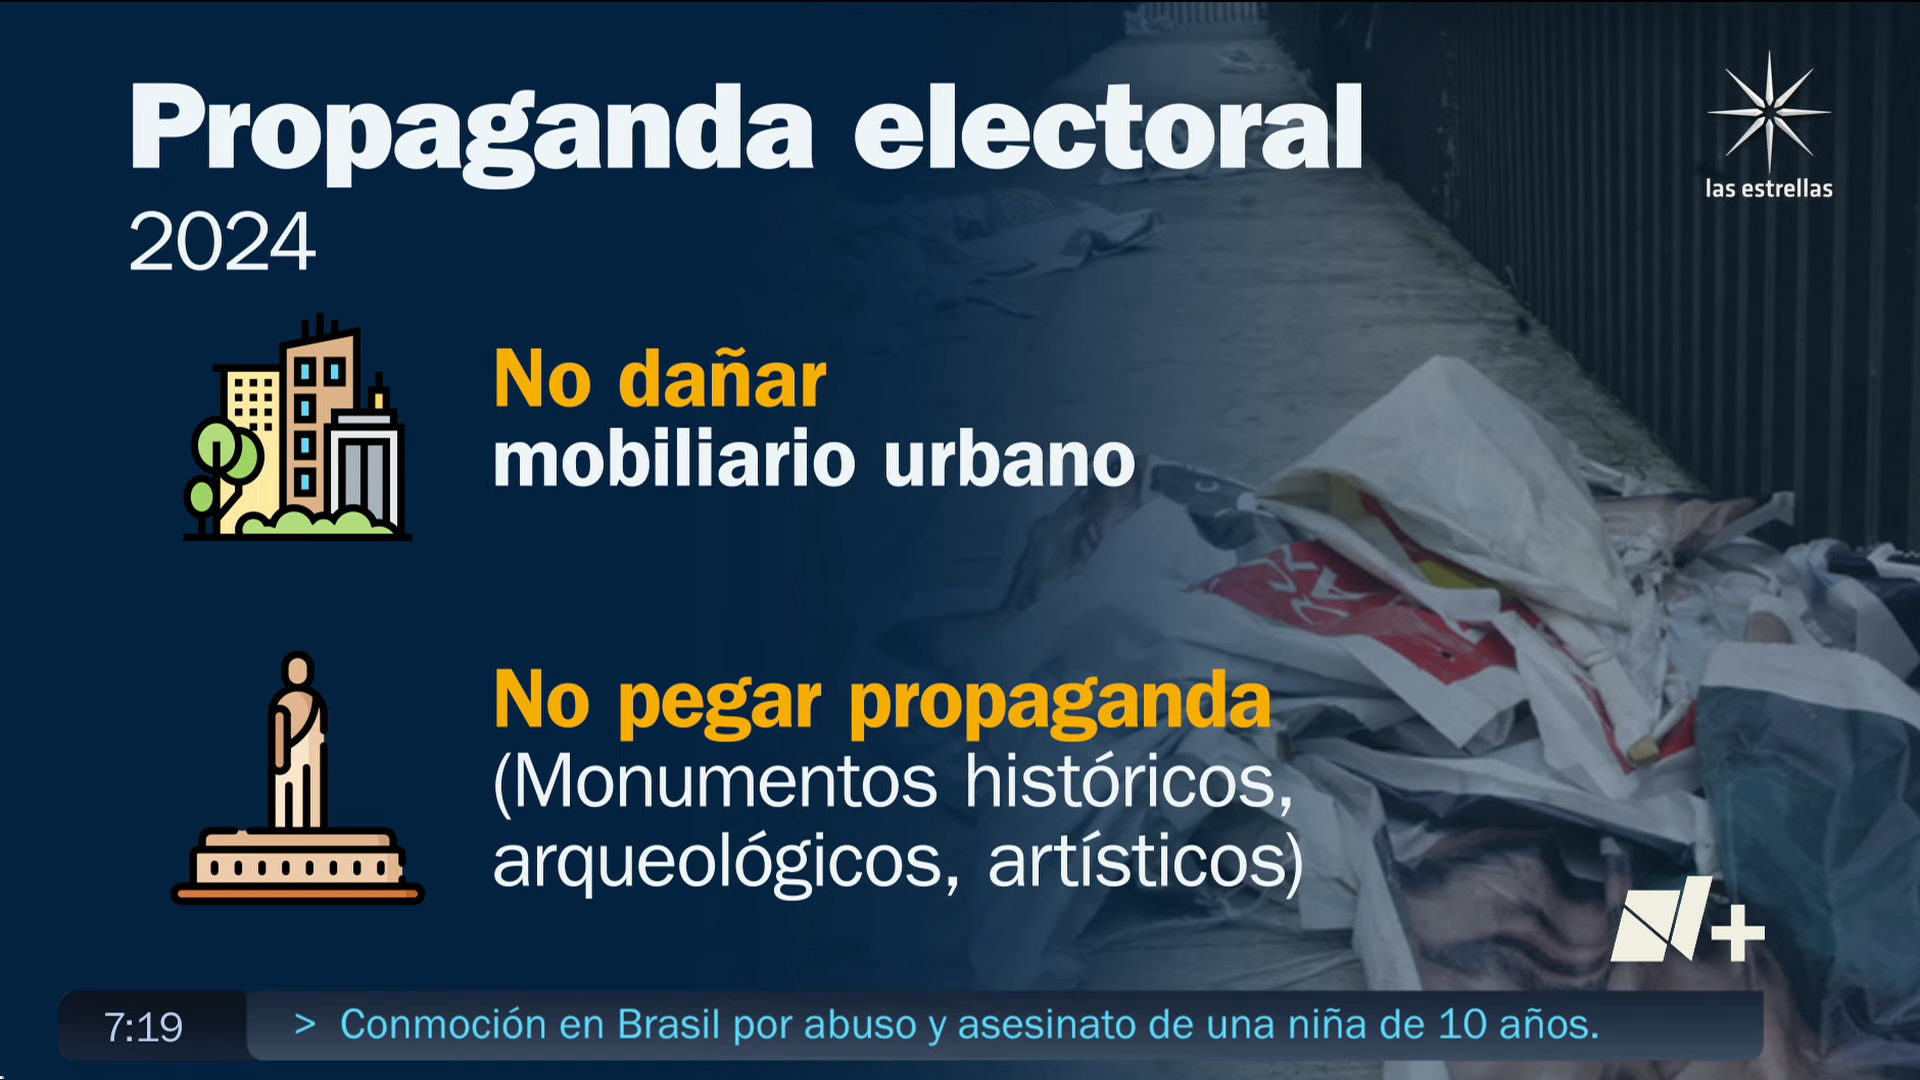 Propaganda electoral
2024
las estrellas
No dañar
mobiliario urbano
No pegar propaganda
(Monumentos históricos,
arqueológicos, artísticos)
N+
7:19
> Conmoción en Brasil por abuso y asesinato de una niña de 10 años.